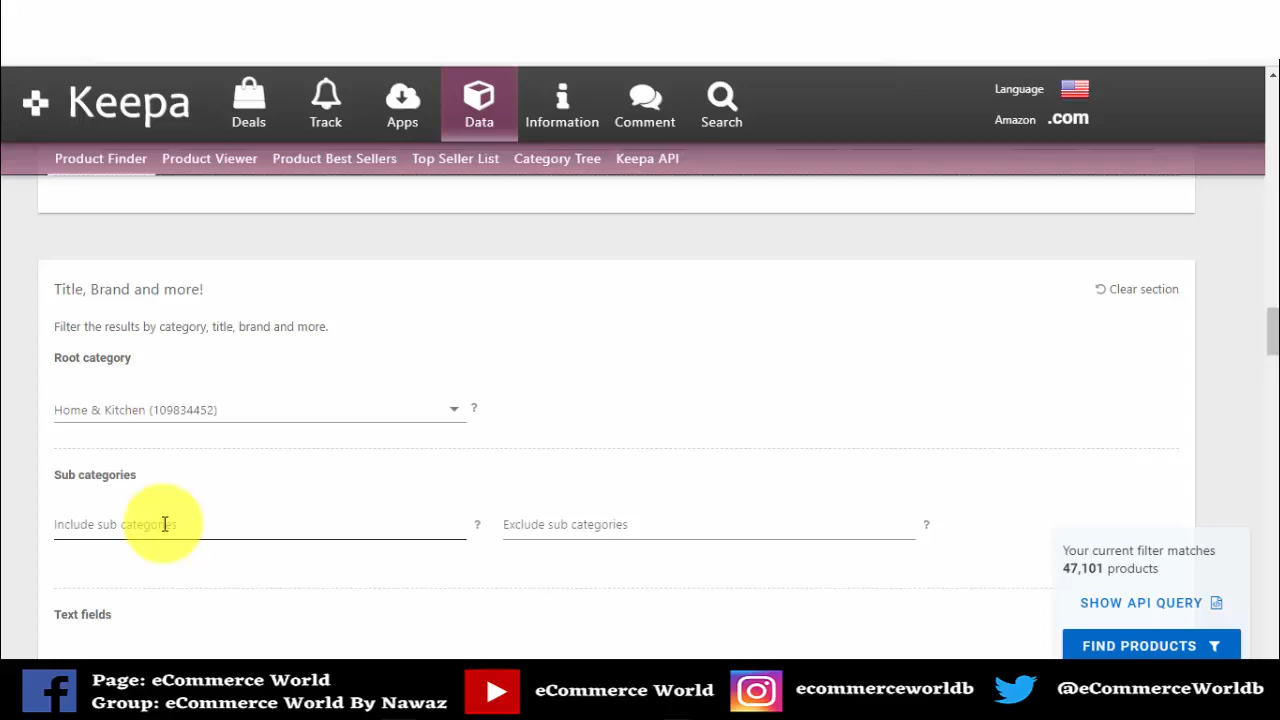 Keepa
Deals
Track
Apps
Data
Information
Comment
Search
Language
Amazon .com
Product Finder
Product Viewer
Product Best Sellers
Top Seller List
Category Tree
Keepa API
Title, Brand and more!
Clear section
Filter the results by category, title, brand and more.
Root category
Home & Kitchen (109834452)
?
Sub categories
Include sub categories
?
Exclude sub categories
?
Text fields
Your current filter matches
47,101 products
SHOW API QUERY
FIND PRODUCTS
Page: eCommerce World
Group: eCommerce World By Nawaz
eCommerce World
ecommerceworldb
@eCommerceWorldb